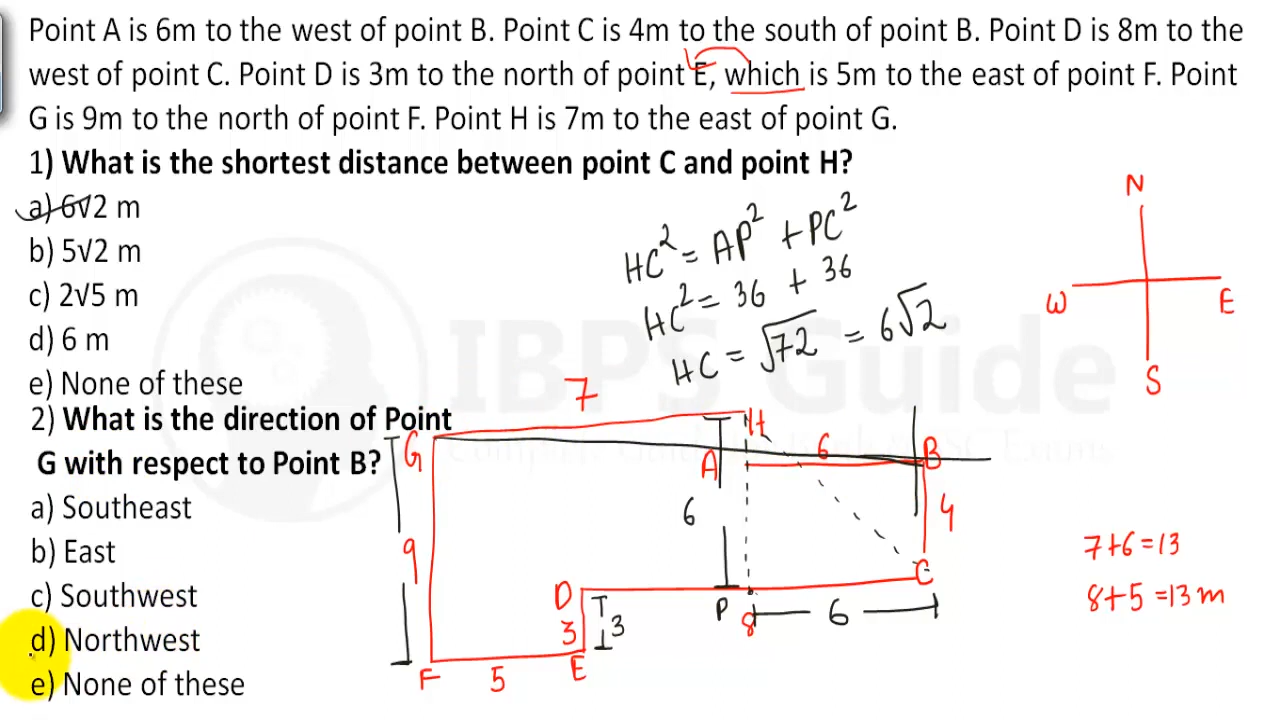 Point A is 6m to the west of point B. Point C is 4m to the south of point B. Point D is 8m to the
west of point C. Point D is 3m to the north of point E, which is 5m to the east of point F. Point
G is 9m to the north of point F. Point H is 7m to the east of point G.
1) What is the shortest distance between point C and point H?
a) 6√2 m
b) 5√2 m
c) 2√5 m
d) 6 m
e) None of these
2) What is the direction of Point
G with respect to Point B?
a) Southeast
b) East
c) Southwest
d) Northwest
e) None of these
HC² = AP² + PC²
HC² = 36 + 36
HC = √72 = 6√2
N
W
E
S
IBPS Guide
7
H
G
A
6
B
6
4
9
C
D
3
3
P
8
6
F
5
E
7+6=13
8+5=13m